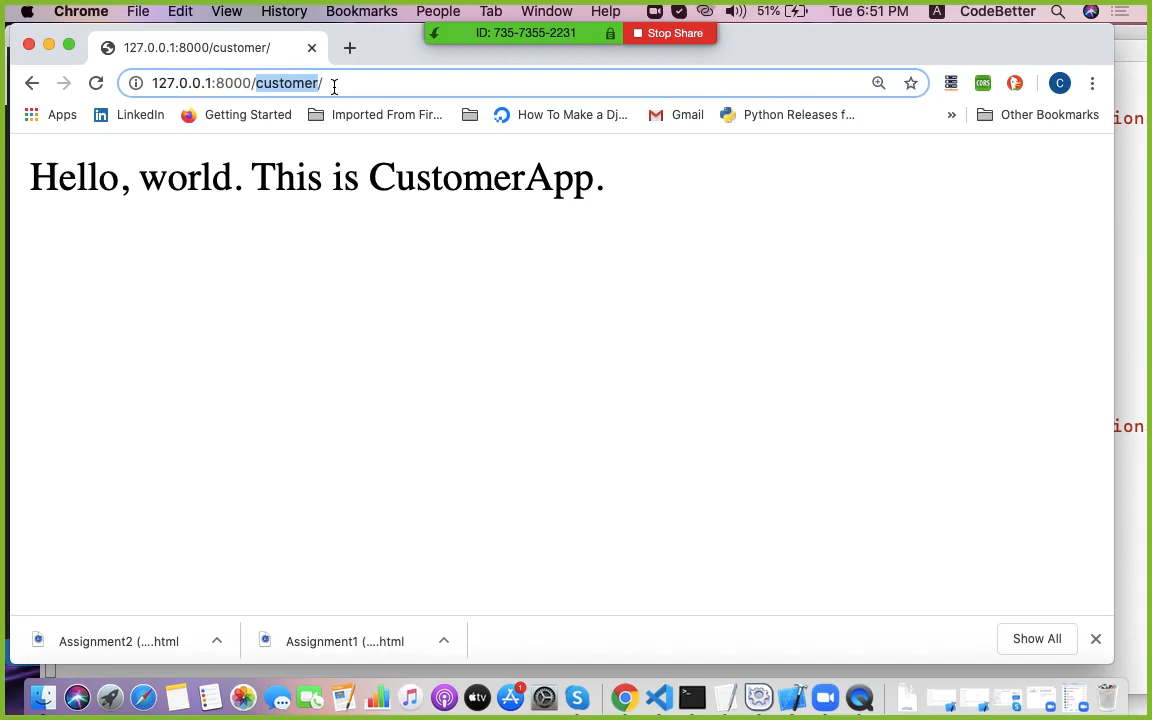 Chrome File Edit View History Bookmarks People Tab Window Help 51% Tue 6:51 PM A CodeBetter
ID: 735-7355-2231 Stop Share
127.0.0.1:8000/customer/
127.0.0.1:8000/customer/ CORS C
Apps LinkedIn Getting Started Imported From Fir... How To Make a Dj... Gmail Python Releases f... » Other Bookmarks
ion
Hello, world. This is CustomerApp.
ion
Assignment2 (....html Assignment1 (....html Show All
tv 1